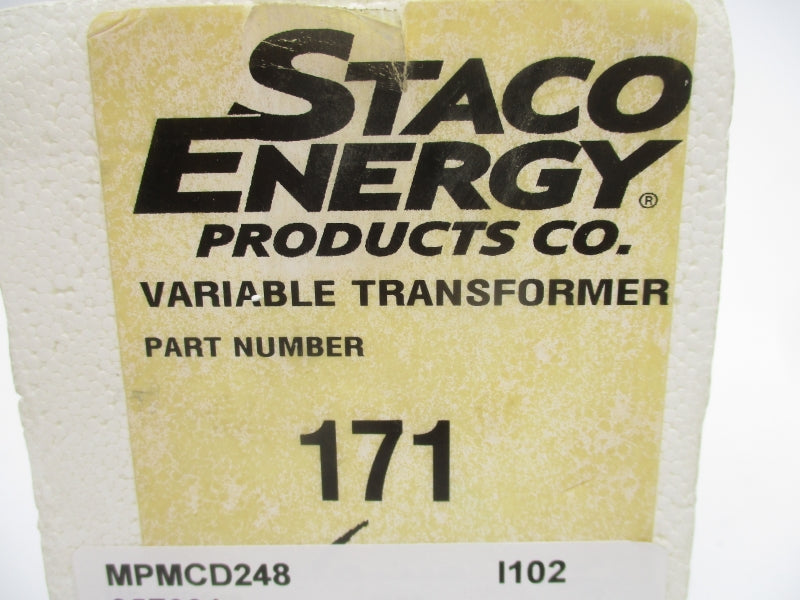 STACO
ENERGY®
PRODUCTS CO.
VARIABLE TRANSFORMER
PART NUMBER
171
MPMCD248 I102